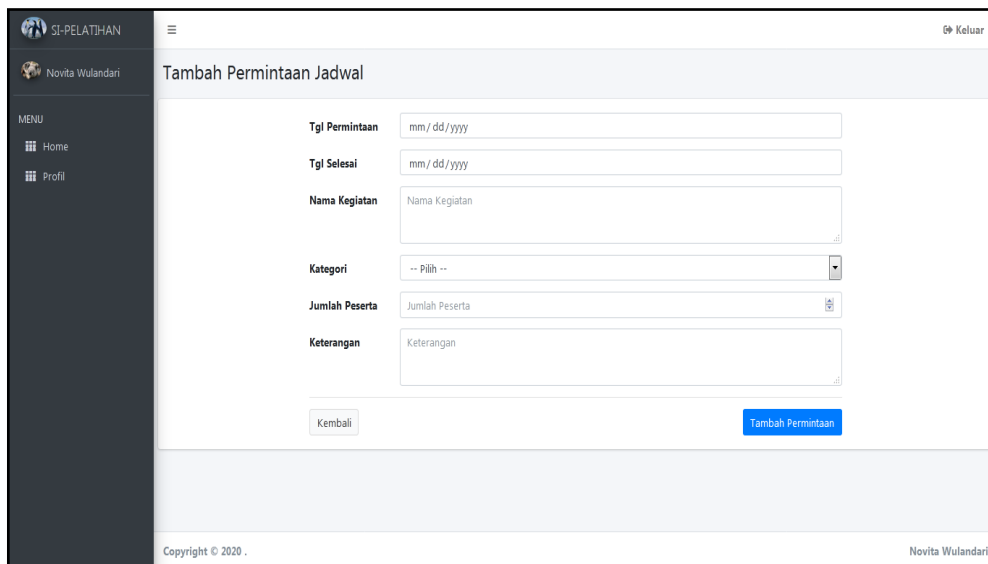 SI-PELATIHAN
Keluar
Novita Wulandari
Tambah Permintaan Jadwal
MENU
Home
Profil
Tgl Permintaan mm/dd/yyyy
Tgl Selesai mm/dd/yyyy
Nama Kegiatan Nama Kegiatan
Kategori -- Pilih --
Jumlah Peserta Jumlah Peserta
Keterangan Keterangan
Kembali Tambah Permintaan
Copyright © 2020 . Novita Wulandari